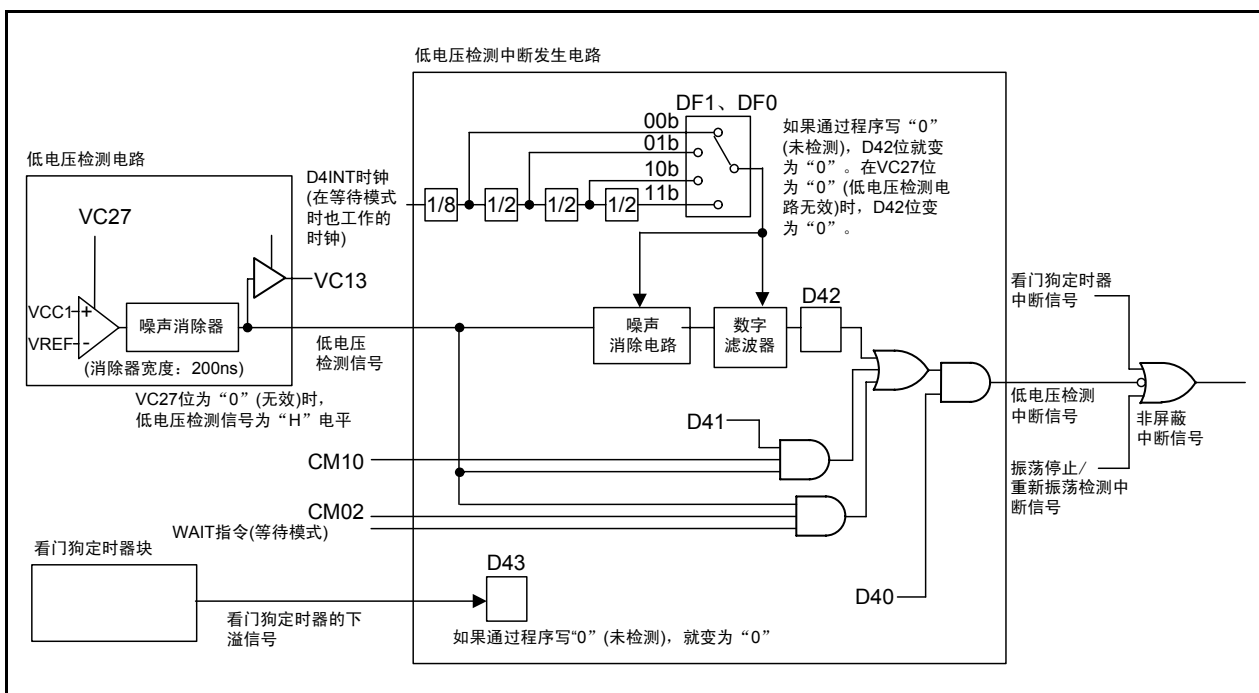 低电压检测中断发生电路
DF1、DF0
00b
01b
10b
11b
如果通过程序写“0”
(未检测)，D42位就变
为“0”。在VC27位
为“0”(低电压检测电
路无效)时，D42位变
为“0”。
低电压检测电路
D4INT时钟
(在等待模式
时也工作的
时钟)
1/8
1/2
1/2
1/2
VC27
VC13
VCC1
+
VREF
-
噪声消除器
(消除器宽度：200ns)
低电压
检测信号
噪声
消除电路
数字
滤波器
D42
看门狗定时器
中断信号
VC27位为“0”(无效)时，
低电压检测信号为“H”电平
低电压检测
中断信号
非屏蔽
中断信号
D41
CM10
振荡停止/
重新振荡检测中
断信号
CM02
WAIT指令(等待模式)
看门狗定时器块
D43
D40
看门狗定时器的下
溢信号
如果通过程序写“0”(未检测)，就变为“0”